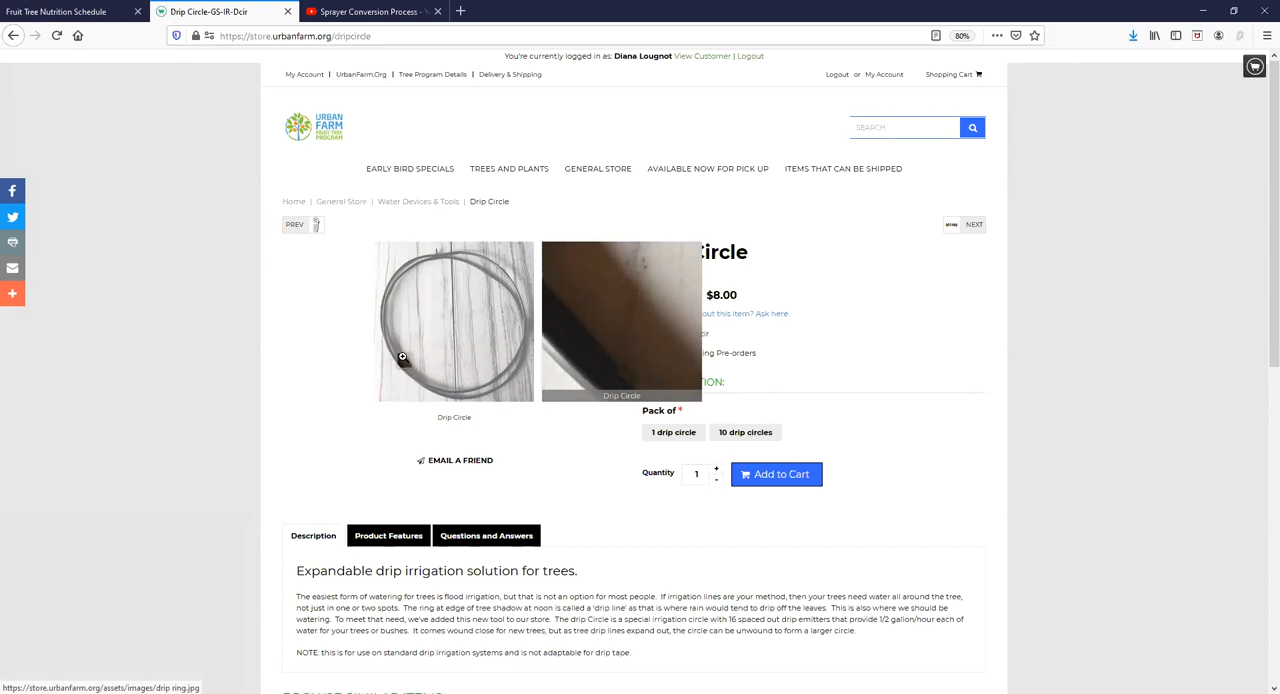 Fruit Tree Nutrition Schedule
Drip Circle-GS-IR-Dcir
Sprayer Conversion Process - Y
https://store.urbanfarm.org/dripcircle
80%
You're currently logged in as: Diana Lougnot View Customer | Logout
My Account | UrbanFarm.Org | Tree Program Details | Delivery & Shipping
Logout or My Account Shopping Cart
URBAN
FARM
FRUIT TREE
PROGRAM
SEARCH
EARLY BIRD SPECIALS TREES AND PLANTS GENERAL STORE AVAILABLE NOW FOR PICK UP ITEMS THAT CAN BE SHIPPED
Home | General Store | Water Devices & Tools | Drip Circle
PREV
NEXT
Circle
$8.00
out this item? Ask here.
cir
ing Pre-orders
ION:
Drip Circle
Pack of *
Drip Circle
1 drip circle 10 drip circles
EMAIL A FRIEND
Quantity 1 + - Add to Cart
Description Product Features Questions and Answers
Expandable drip irrigation solution for trees.
The easiest form of watering for trees is flood irrigation, but that is not an option for most people. If irrigation lines are your method, then your trees need water all around the tree,
not just in one or two spots. The ring at edge of tree shadow at noon is called a 'drip line' as that is where rain would tend to drip off the leaves. This is also where we should be
watering. To meet that need, we've added this new tool to our store. The drip Circle is a special irrigation circle with 16 spaced out drip emitters that provide 1/2 gallon/hour each of
water for your trees or bushes. It comes wound close for new trees, but as tree drip lines expand out, the circle can be unwound to form a larger circle.
NOTE: this is for use on standard drip irrigation systems and is not adaptable for drip tape.
https://store.urbanfarm.org/assets/images/drip ring.jpg